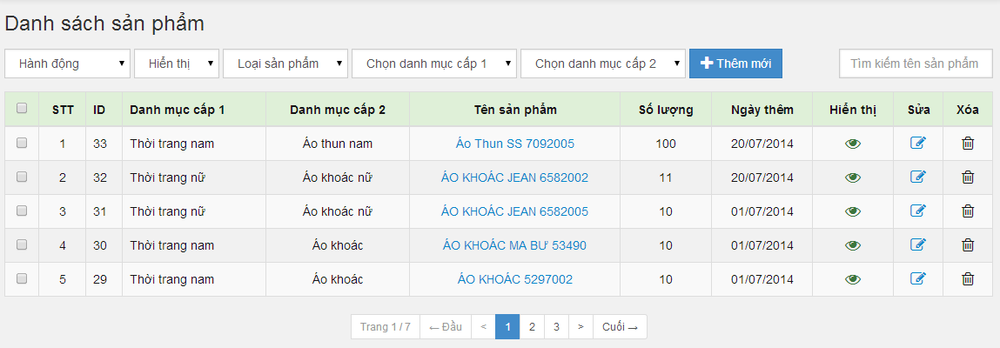 Danh sách sản phẩm
Hành động Hiển thị Loại sản phẩm Chọn danh mục cấp 1 Chọn danh mục cấp 2 Thêm mới Tìm kiếm tên sản phẩm
STT ID Danh mục cấp 1 Danh mục cấp 2 Tên sản phẩm Số lượng Ngày thêm Hiển thị Sửa Xóa
1 33 Thời trang nam Áo thun nam Áo Thun SS 7092005 100 20/07/2014
2 32 Thời trang nữ Áo khoác nữ ÁO KHOÁC JEAN 6582002 11 20/07/2014
3 31 Thời trang nữ Áo khoác nữ ÁO KHOÁC JEAN 6582005 10 01/07/2014
4 30 Thời trang nam Áo khoác ÁO KHOÁC MA BƯ 53490 10 01/07/2014
5 29 Thời trang nam Áo khoác ÁO KHOÁC 5297002 10 01/07/2014
Trang 1 / 7 ← Đầu < 1 2 3 > Cuối →